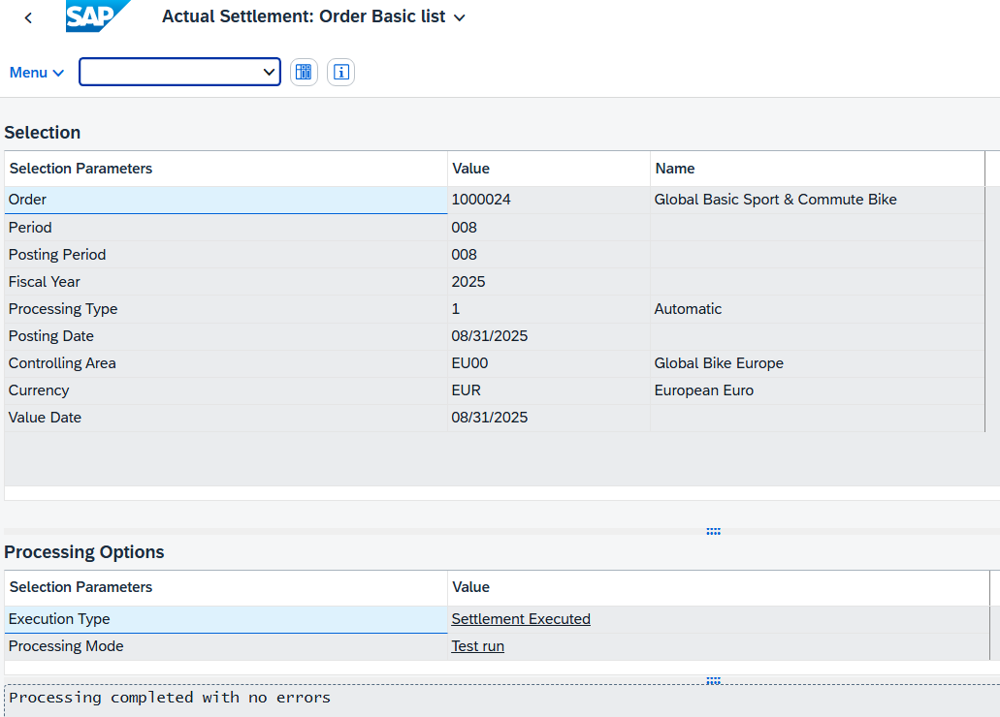 SAP Actual Settlement: Order Basic list
Menu
Selection
Selection Parameters Value Name
Order 1000024 Global Basic Sport & Commute Bike
Period 008
Posting Period 008
Fiscal Year 2025
Processing Type 1 Automatic
Posting Date 08/31/2025
Controlling Area EU00 Global Bike Europe
Currency EUR European Euro
Value Date 08/31/2025
Processing Options
Selection Parameters Value
Execution Type Settlement Executed
Processing Mode Test run
Processing completed with no errors